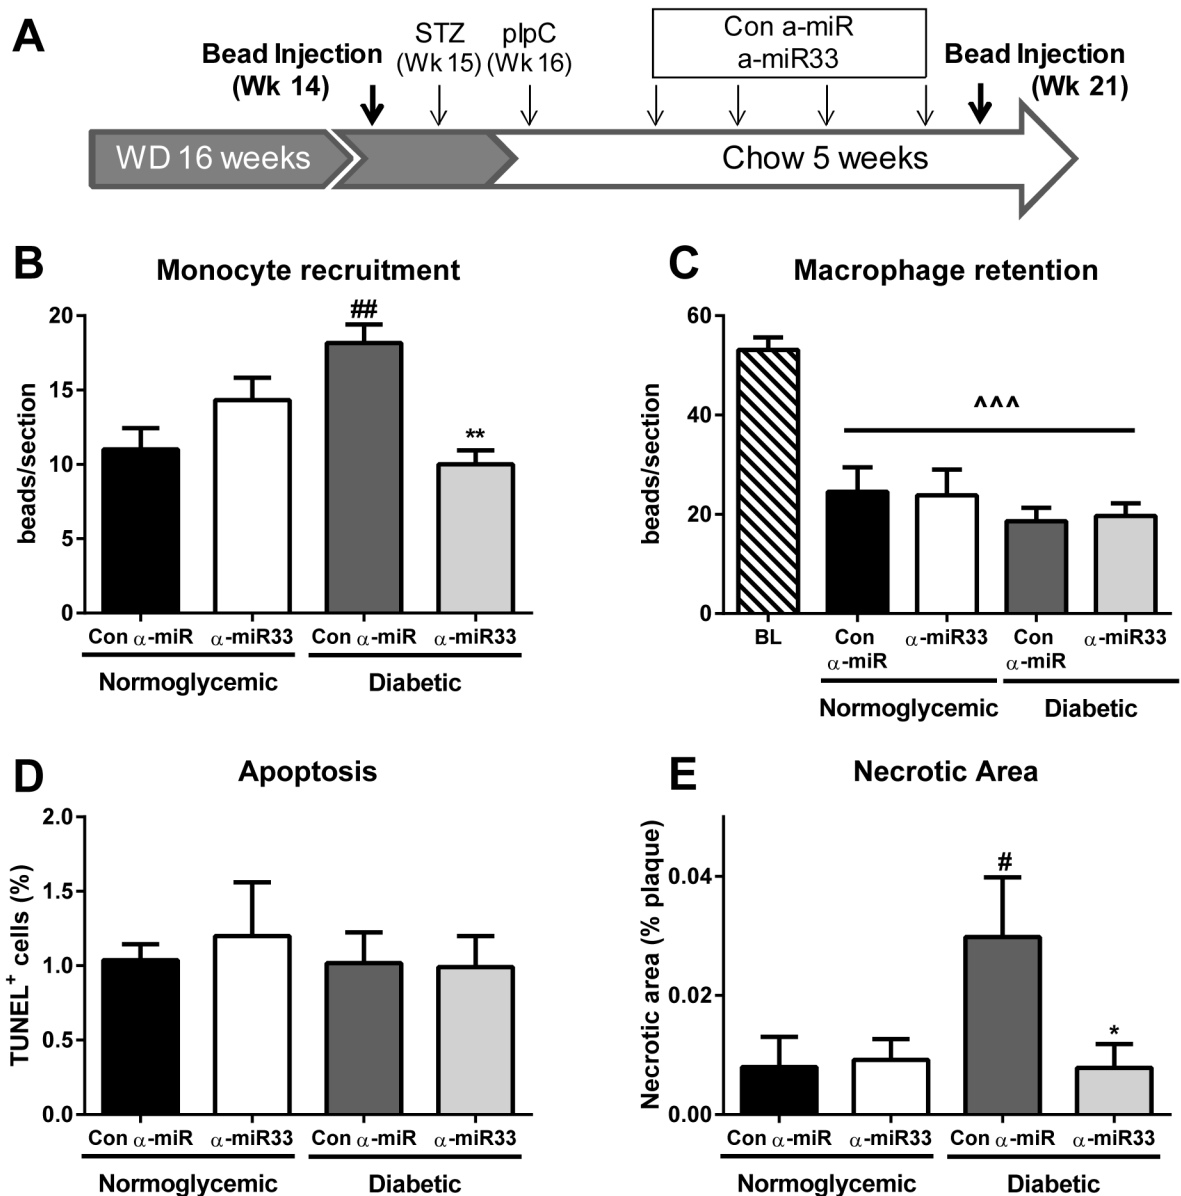 A
Bead Injection
(Wk 14)
STZ
(Wk 15)
pIpC
(Wk 16)
Con a-miR
a-miR33
Bead Injection
(Wk 21)
WD 16 weeks
Chow 5 weeks
B
Monocyte recruitment
beads/section
20
15
10
5
0
##
**
Con α-miR
α-miR33
Con α-miR
α-miR33
Normoglycemic
Diabetic
C
Macrophage retention
beads/section
60
40
20
0
^^^
BL
Con
α-miR
α-miR33
Con
α-miR
α-miR33
Normoglycemic
Diabetic
D
Apoptosis
TUNEL+ cells (%)
2.0
1.5
1.0
0.5
0.0
Con α-miR
α-miR33
Con α-miR
α-miR33
Normoglycemic
Diabetic
E
Necrotic Area
Necrotic area (% plaque)
0.04
0.02
0.00
#
*
Con α-miR
α-miR33
Con α-miR
α-miR33
Normoglycemic
Diabetic